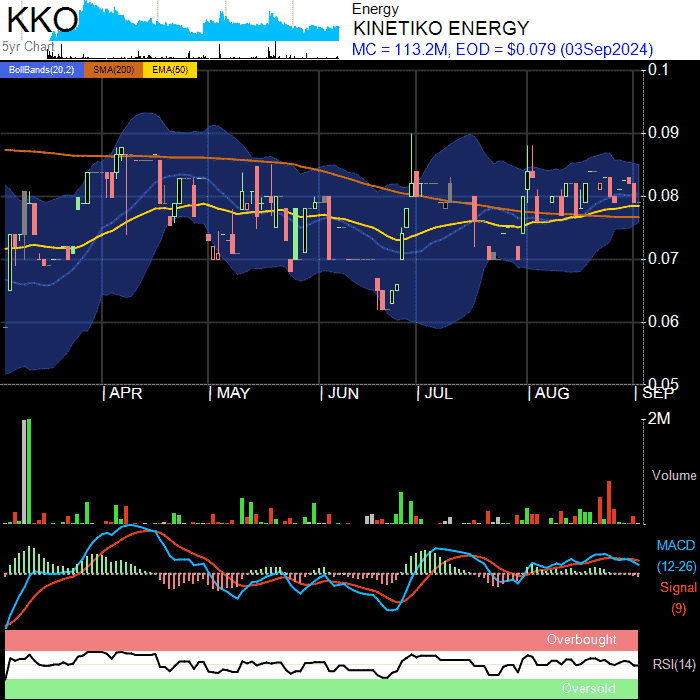 KKO
5yr Chart
Energy
KINETIKO ENERGY
MC = 113.2M, EOD = $0.079 (03Sep2024)
BollBands(20,2) SMA(200) EMA(50)
0.1
0.09
0.08
0.07
0.06
0.05
APR MAY JUN JUL AUG SEP
2M
Volume
MACD
(12-26)
Signal
(9)
Overbought
RSI(14)
Oversold